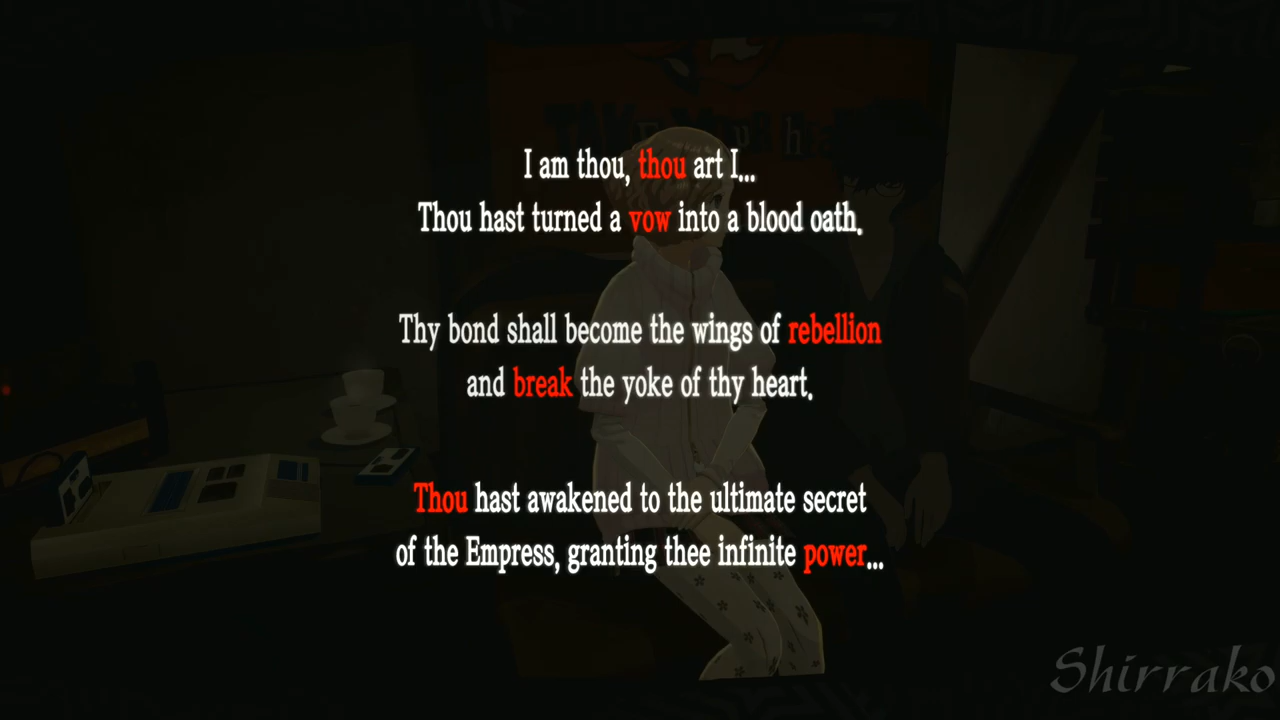 I am thou, thou art I...
Thou hast turned a vow into a blood oath.
Thy bond shall become the wings of rebellion
and break the yoke of thy heart.
Thou hast awakened to the ultimate secret
of the Empress, granting thee infinite power...
Shirrako